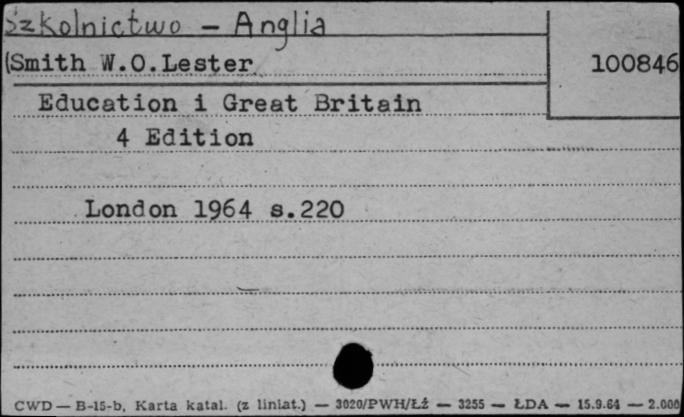 Szkolnictwo - Anglia
(Smith W.O.Lester
100846
Education i Great Britain
4 Edition
London 1964 s.220
CWD — B-15-b, Karta katal. (z liniat.) — 3020/PWH/Łż — 3255 — ŁDA — 15.9.64 — 2.000